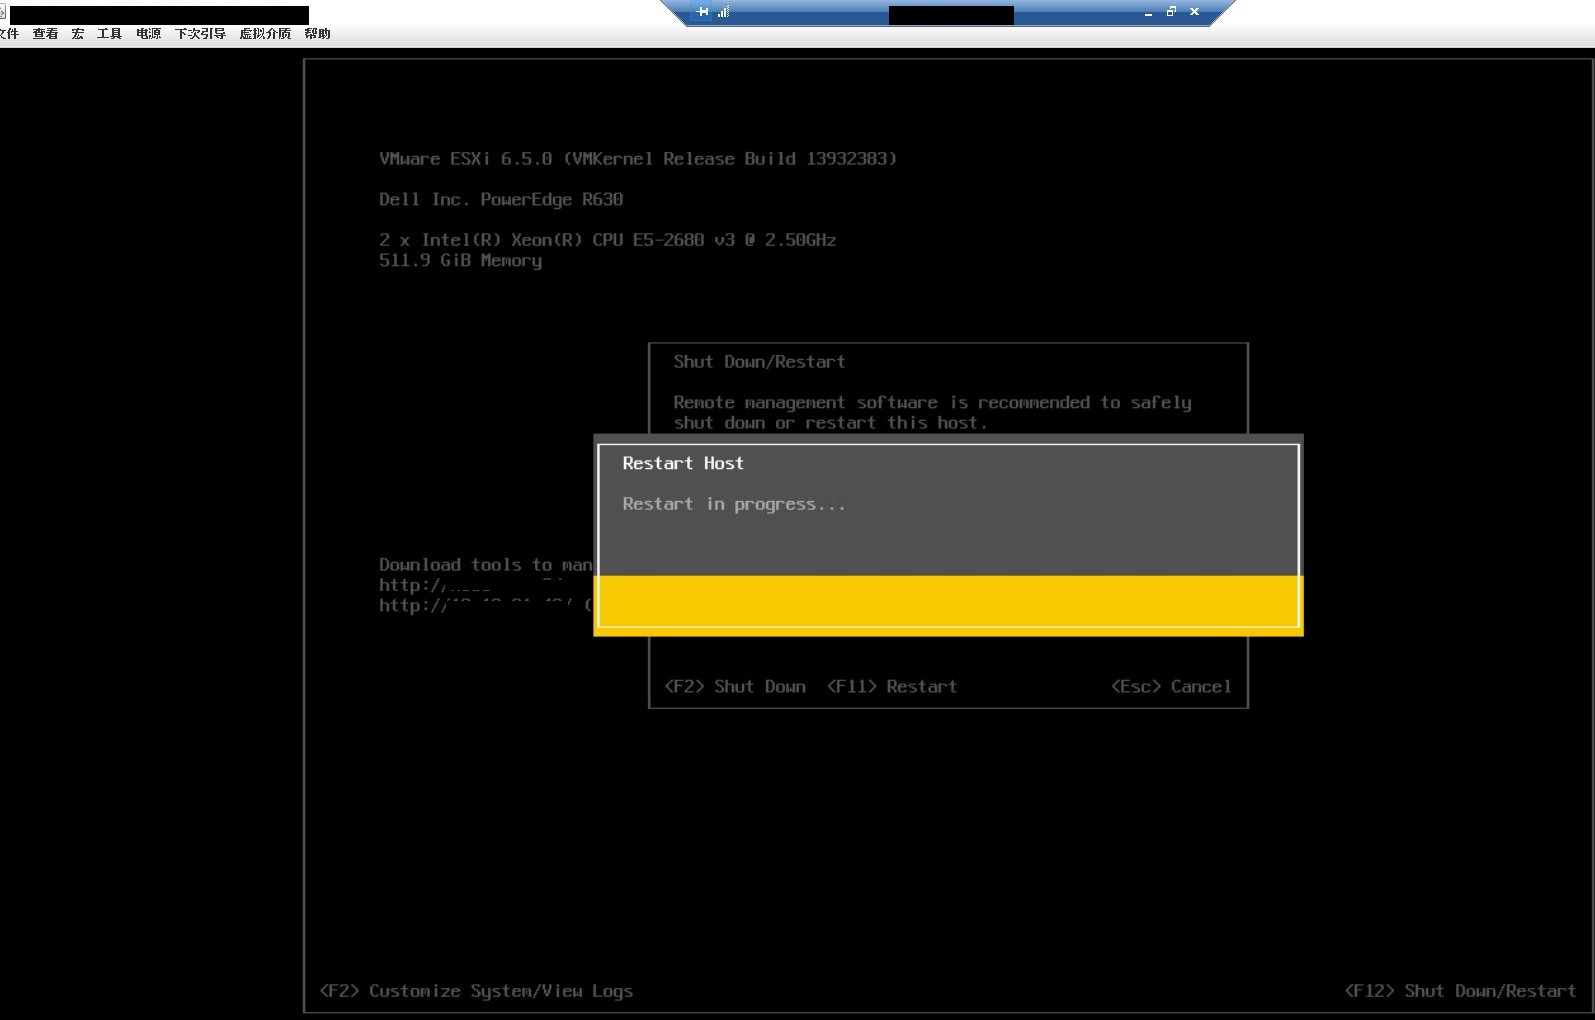 文件 查看 宏 工具 电源 下次引导 虚拟介质 帮助
VMware ESXi 6.5.0 (VMKernel Release Build 13932383)
Dell Inc. PowerEdge R630
2 x Intel(R) Xeon(R) CPU E5-2680 v3 @ 2.50GHz
511.9 GiB Memory
Shut Down/Restart
Remote management software is recommended to safely
shut down or restart this host.
Restart Host
Restart in progress...
Download tools to man
http://
http://
<F2> Shut Down <F11> Restart <Esc> Cancel
<F2> Customize System/View Logs <F12> Shut Down/Restart